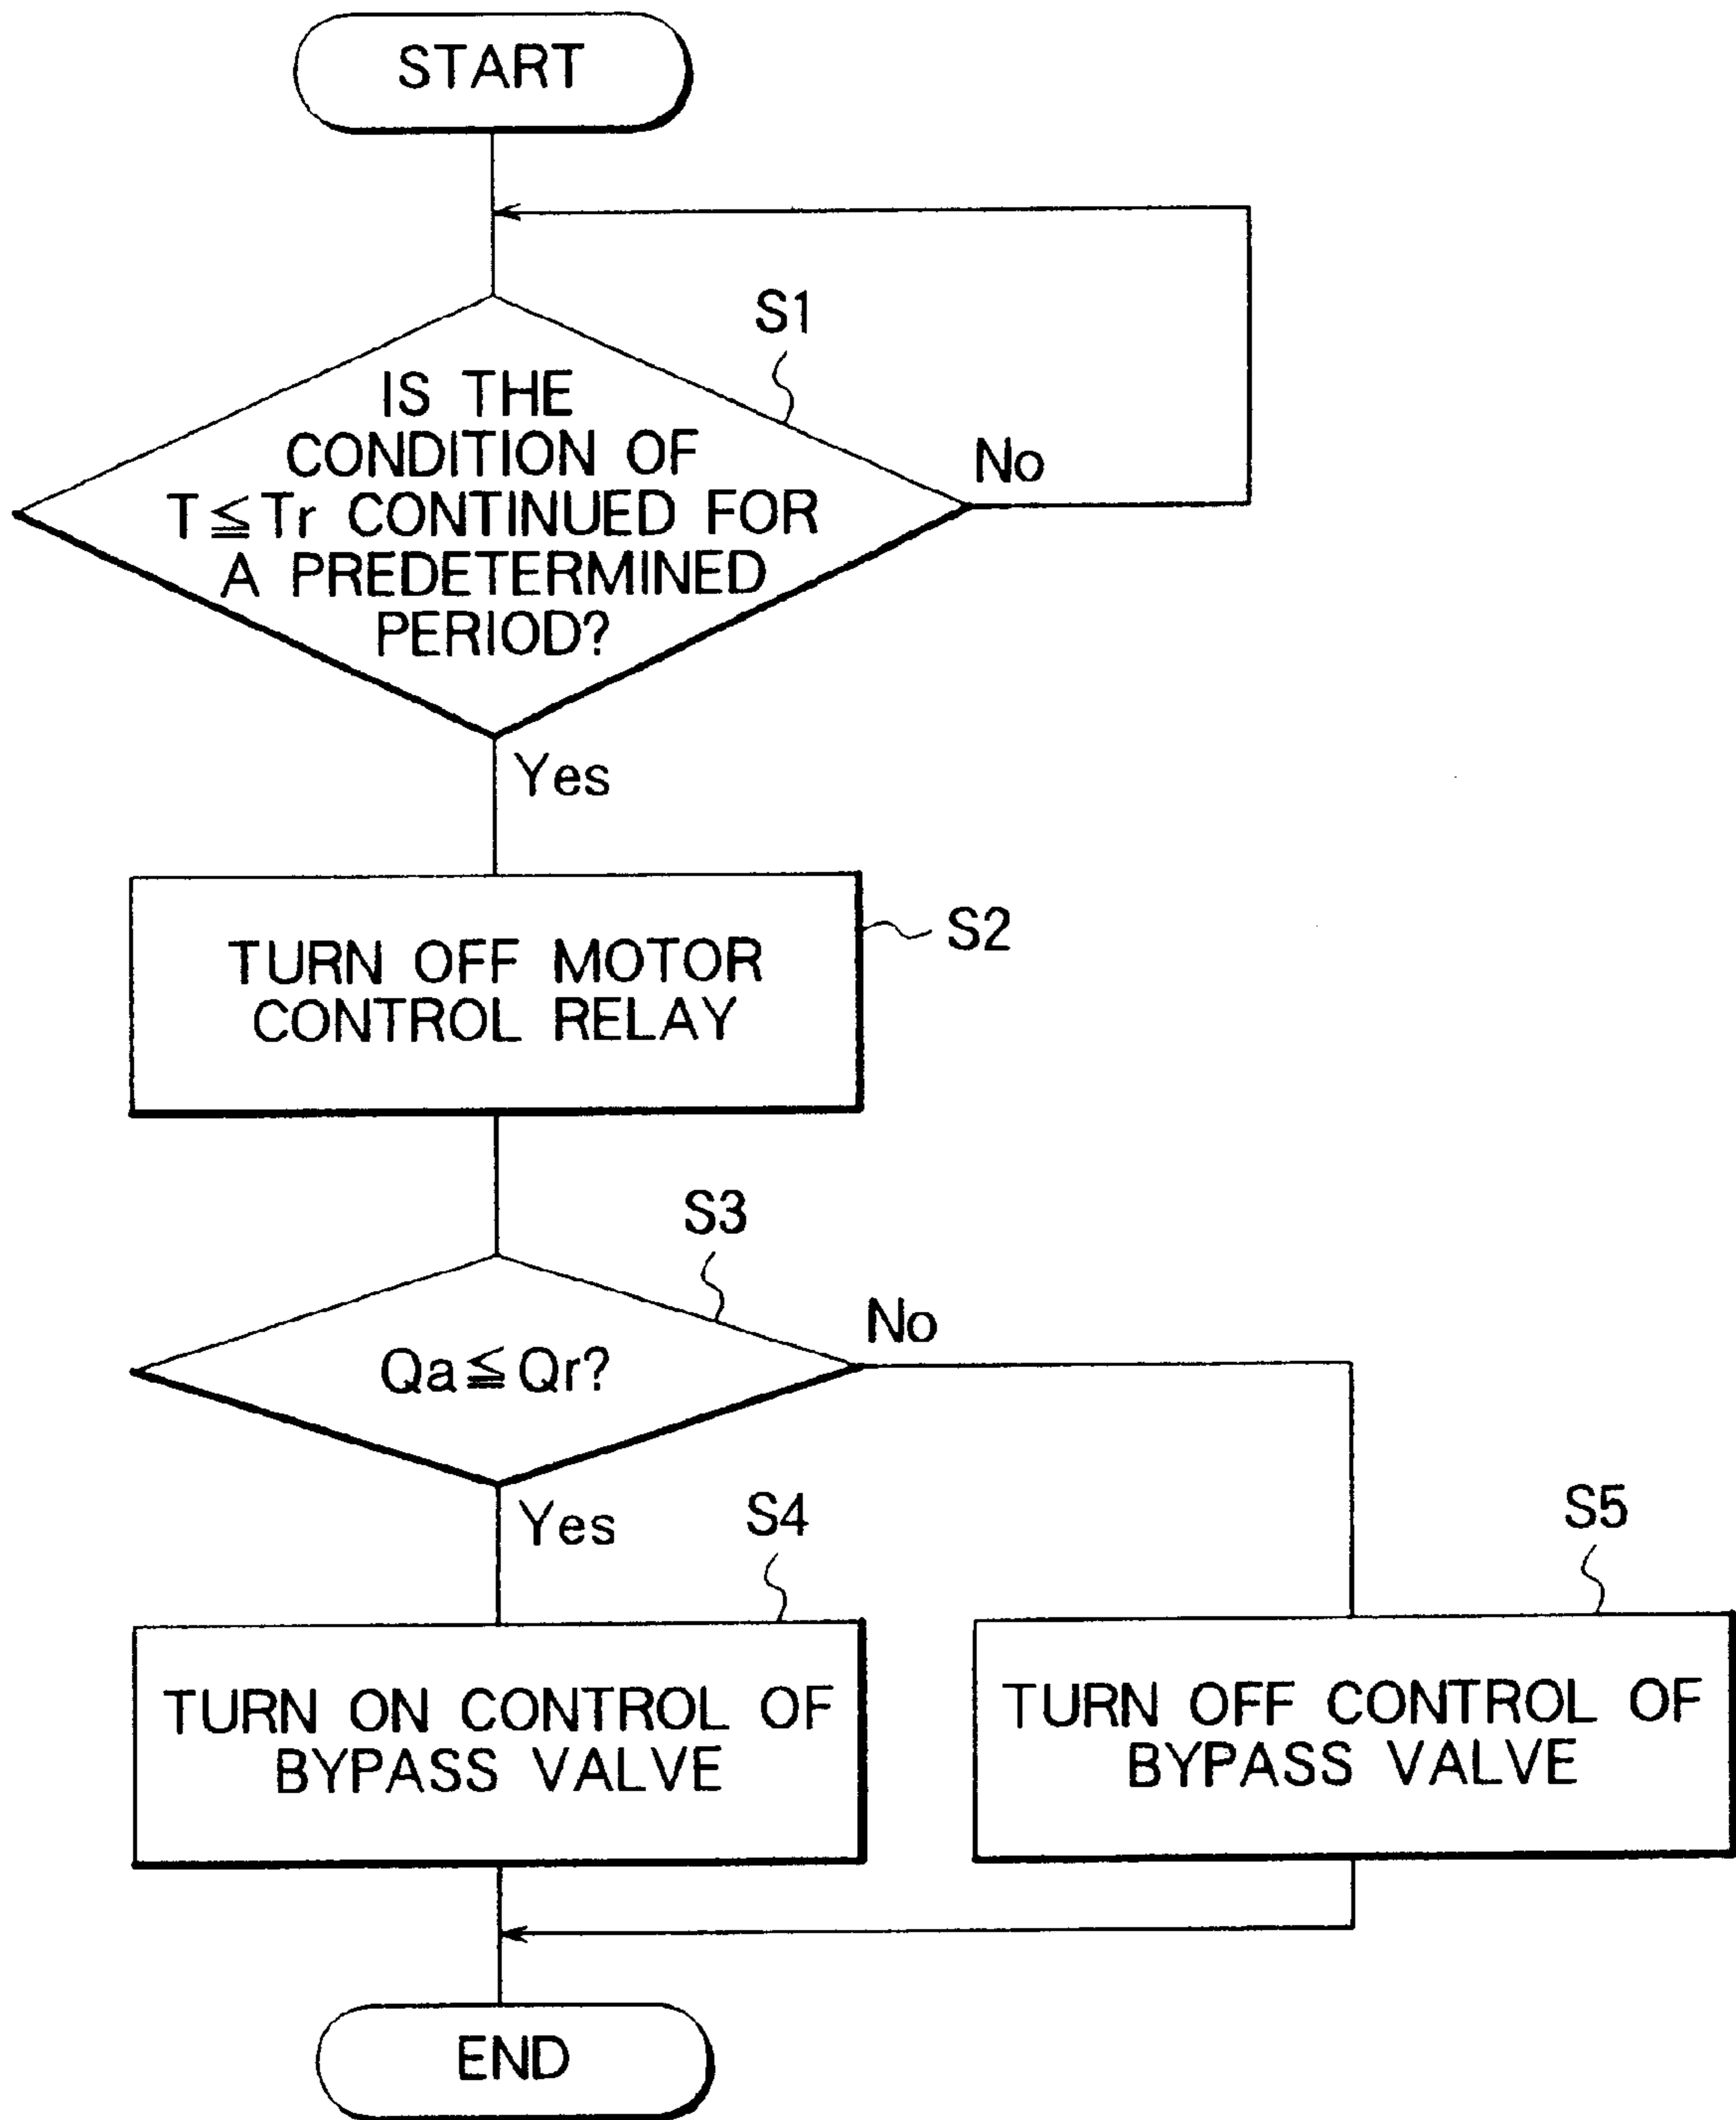 START
S1
IS THE
CONDITION OF
T≦Tr CONTINUED FOR
A PREDETERMINED
PERIOD?
No
Yes
TURN OFF MOTOR
CONTROL RELAY
S2
S3
Qa≦Qr?
No
Yes
S4
TURN ON CONTROL OF
BYPASS VALVE
S5
TURN OFF CONTROL OF
BYPASS VALVE
END